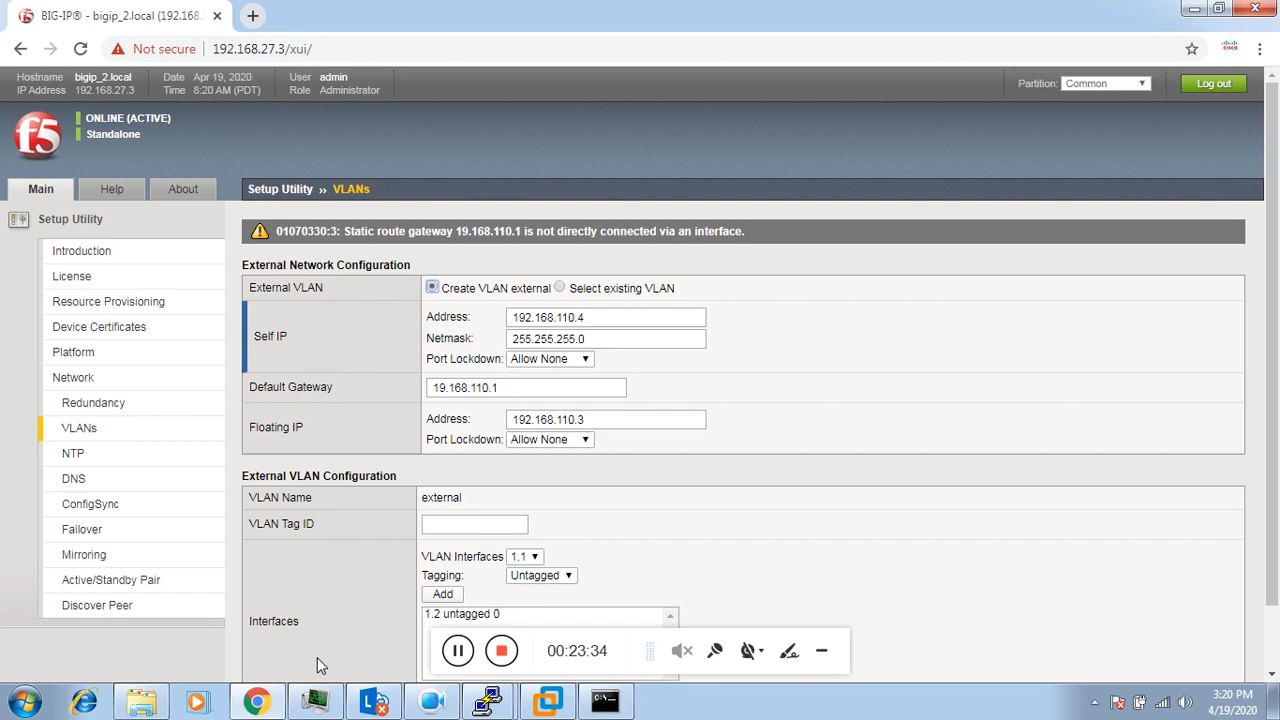 BIG-IP® - bigip_2.local (192.168.
Not secure 192.168.27.3/xui/
Hostname bigip_2.local Date Apr 19, 2020 User admin
IP Address 192.168.27.3 Time 8:20 AM (PDT) Role Administrator
Partition: Common Log out
f5
ONLINE (ACTIVE)
Standalone
Main Help About
Setup Utility ›› VLANs
Setup Utility
Introduction
License
Resource Provisioning
Device Certificates
Platform
Network
Redundancy
VLANs
NTP
DNS
ConfigSync
Failover
Mirroring
Active/Standby Pair
Discover Peer
01070330:3: Static route gateway 19.168.110.1 is not directly connected via an interface.
External Network Configuration
External VLAN Create VLAN external Select existing VLAN
Self IP
Address: 192.168.110.4
Netmask: 255.255.255.0
Port Lockdown: Allow None
Default Gateway 19.168.110.1
Floating IP
Address: 192.168.110.3
Port Lockdown: Allow None
External VLAN Configuration
VLAN Name external
VLAN Tag ID
Interfaces
VLAN Interfaces 1.1
Tagging: Untagged
Add
1.2 untagged 0
00:23:34
3:20 PM
4/19/2020